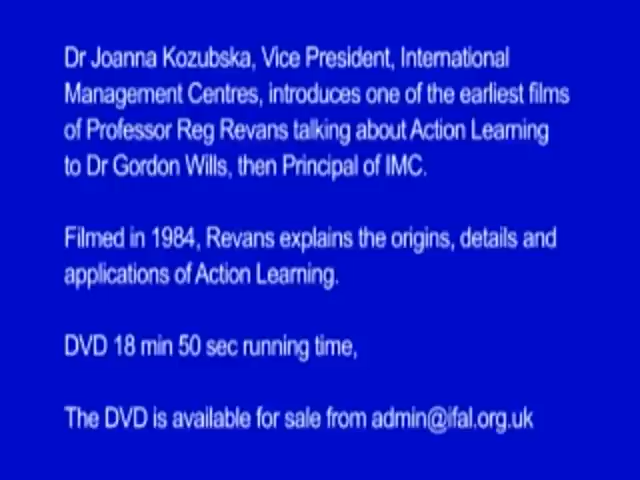 Dr Joanna Kozubska, Vice President, International
Management Centres, introduces one of the earliest films
of Professor Reg Revans talking about Action Learning
to Dr Gordon Wills, then Principal of IMC.
Filmed in 1984, Revans explains the origins, details and
applications of Action Learning.
DVD 18 min 50 sec running time,
The DVD is available for sale from admin@ifal.org.uk